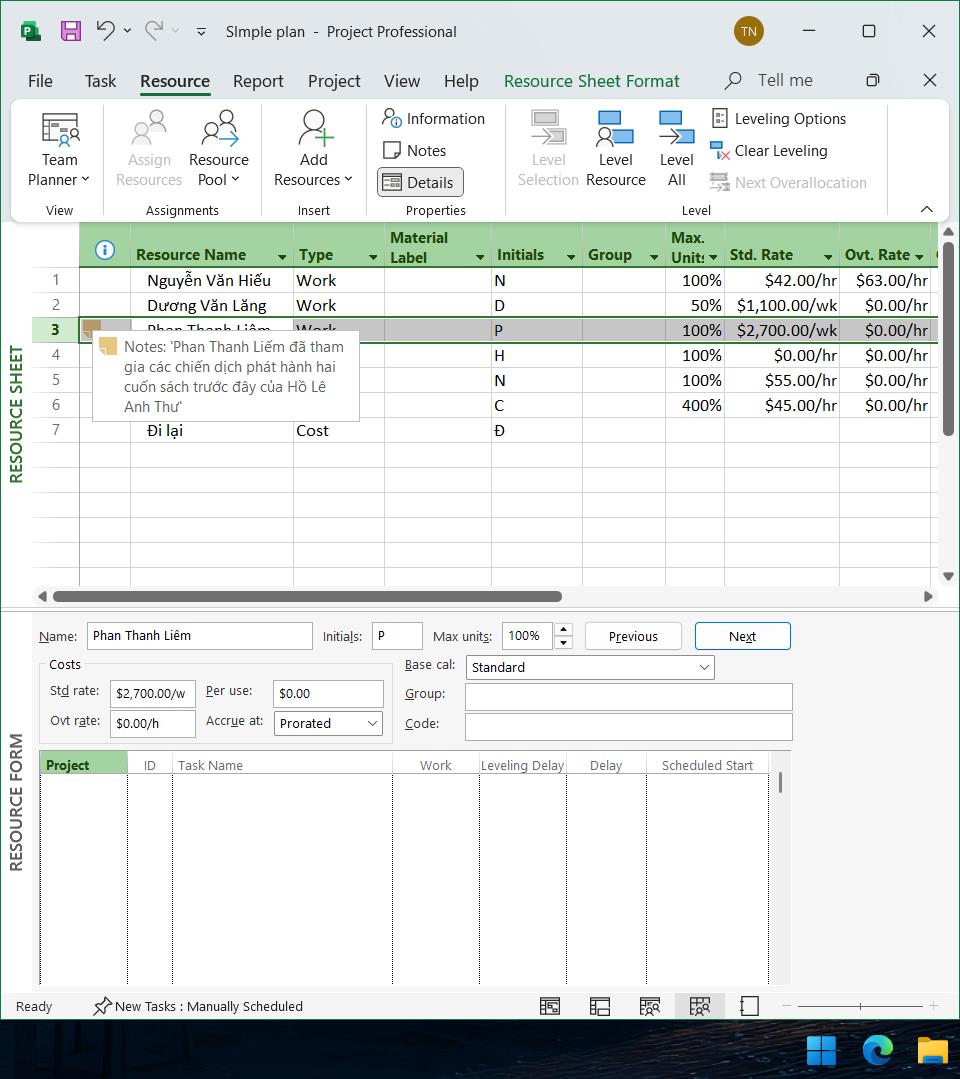 SImple plan - Project Professional
TN
File Task Resource Report Project View Help Resource Sheet Format Tell me
Team Planner
View
Assign Resources
Resource Pool
Assignments
Add Resources
Insert
Information
Notes
Details
Properties
Level Selection
Level Resource
Level All
Leveling Options
Clear Leveling
Next Overallocation
Level
RESOURCE SHEET
Resource Name Type Material Label Initials Group Max. Units Std. Rate Ovt. Rate
1 Nguyễn Văn Hiếu Work N 100% $42.00/hr $63.00/hr
2 Dương Văn Lăng Work D 50% $1,100.00/wk $0.00/hr
3 Phan Thanh Liêm Work P 100% $2,700.00/wk $0.00/hr
4 H 100% $0.00/hr $0.00/hr
5 N 100% $55.00/hr $0.00/hr
6 C 400% $45.00/hr $0.00/hr
7 Đi lại Cost Đ
Notes: 'Phan Thanh Liếm đã tham
gia các chiến dịch phát hành hai
cuốn sách trước đây của Hồ Lê
Anh Thư'
RESOURCE FORM
Name: Phan Thanh Liêm Initials: P Max units: 100% Previous Next
Costs
Std rate: $2,700.00/w Per use: $0.00
Ovt rate: $0.00/h Accrue at: Prorated
Base cal: Standard
Group:
Code:
Project ID Task Name Work Leveling Delay Delay Scheduled Start
Ready New Tasks : Manually Scheduled